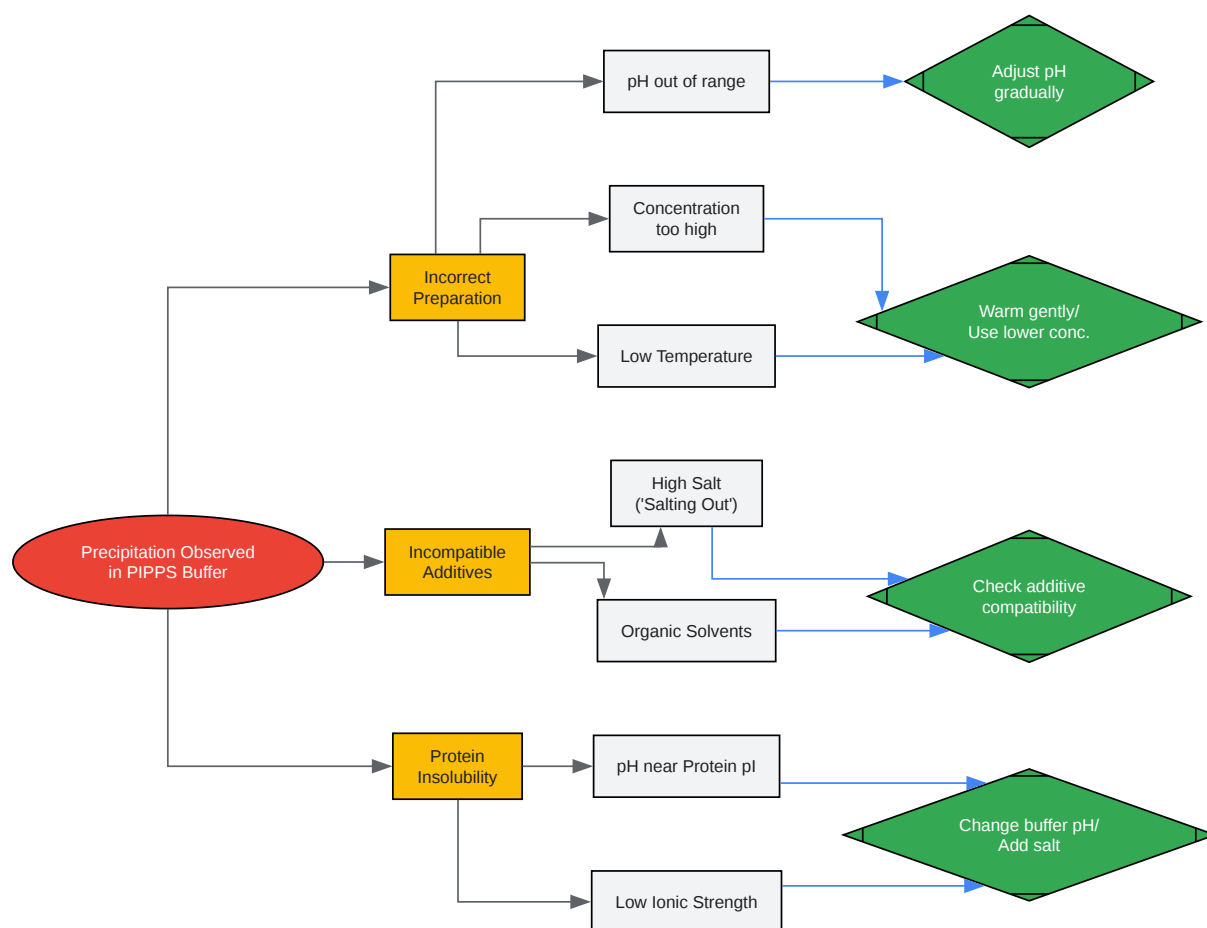 pH out of range
Adjust pH
gradually
Concentration
too high
Incorrect
Preparation
Warm gently/
Use lower conc.
Low Temperature
High Salt
('Salting Out')
Precipitation Observed
in PIPPS Buffer
Incompatible
Additives
Check additive
compatibility
Organic Solvents
Protein
Insolubility
pH near Protein pI
Change buffer pH/
Add salt
Low Ionic Strength